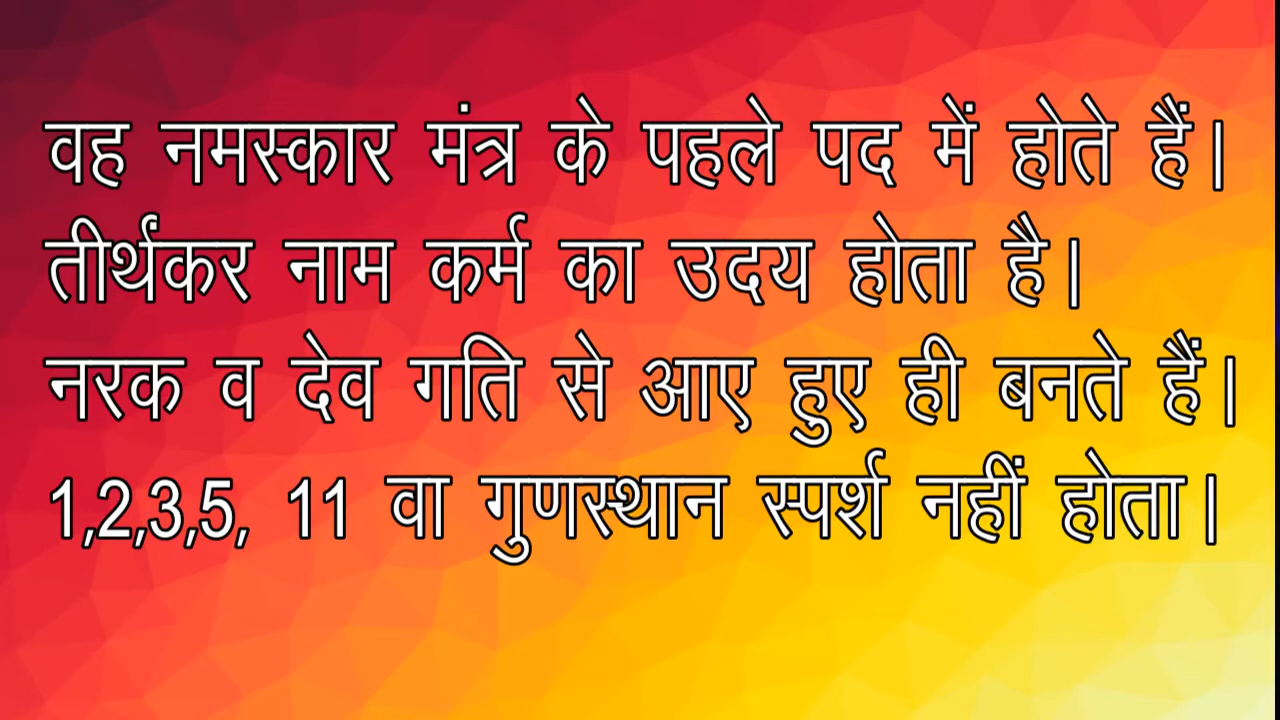 वह नमस्कार मंत्र के पहले पद में होते हैं।
तीर्थंकर नाम कर्म का उदय होता है।
नरक व देव गति से आए हुए ही बनते हैं।
1,2,3,5, 11 वा गुणस्थान स्पर्श नहीं होता।